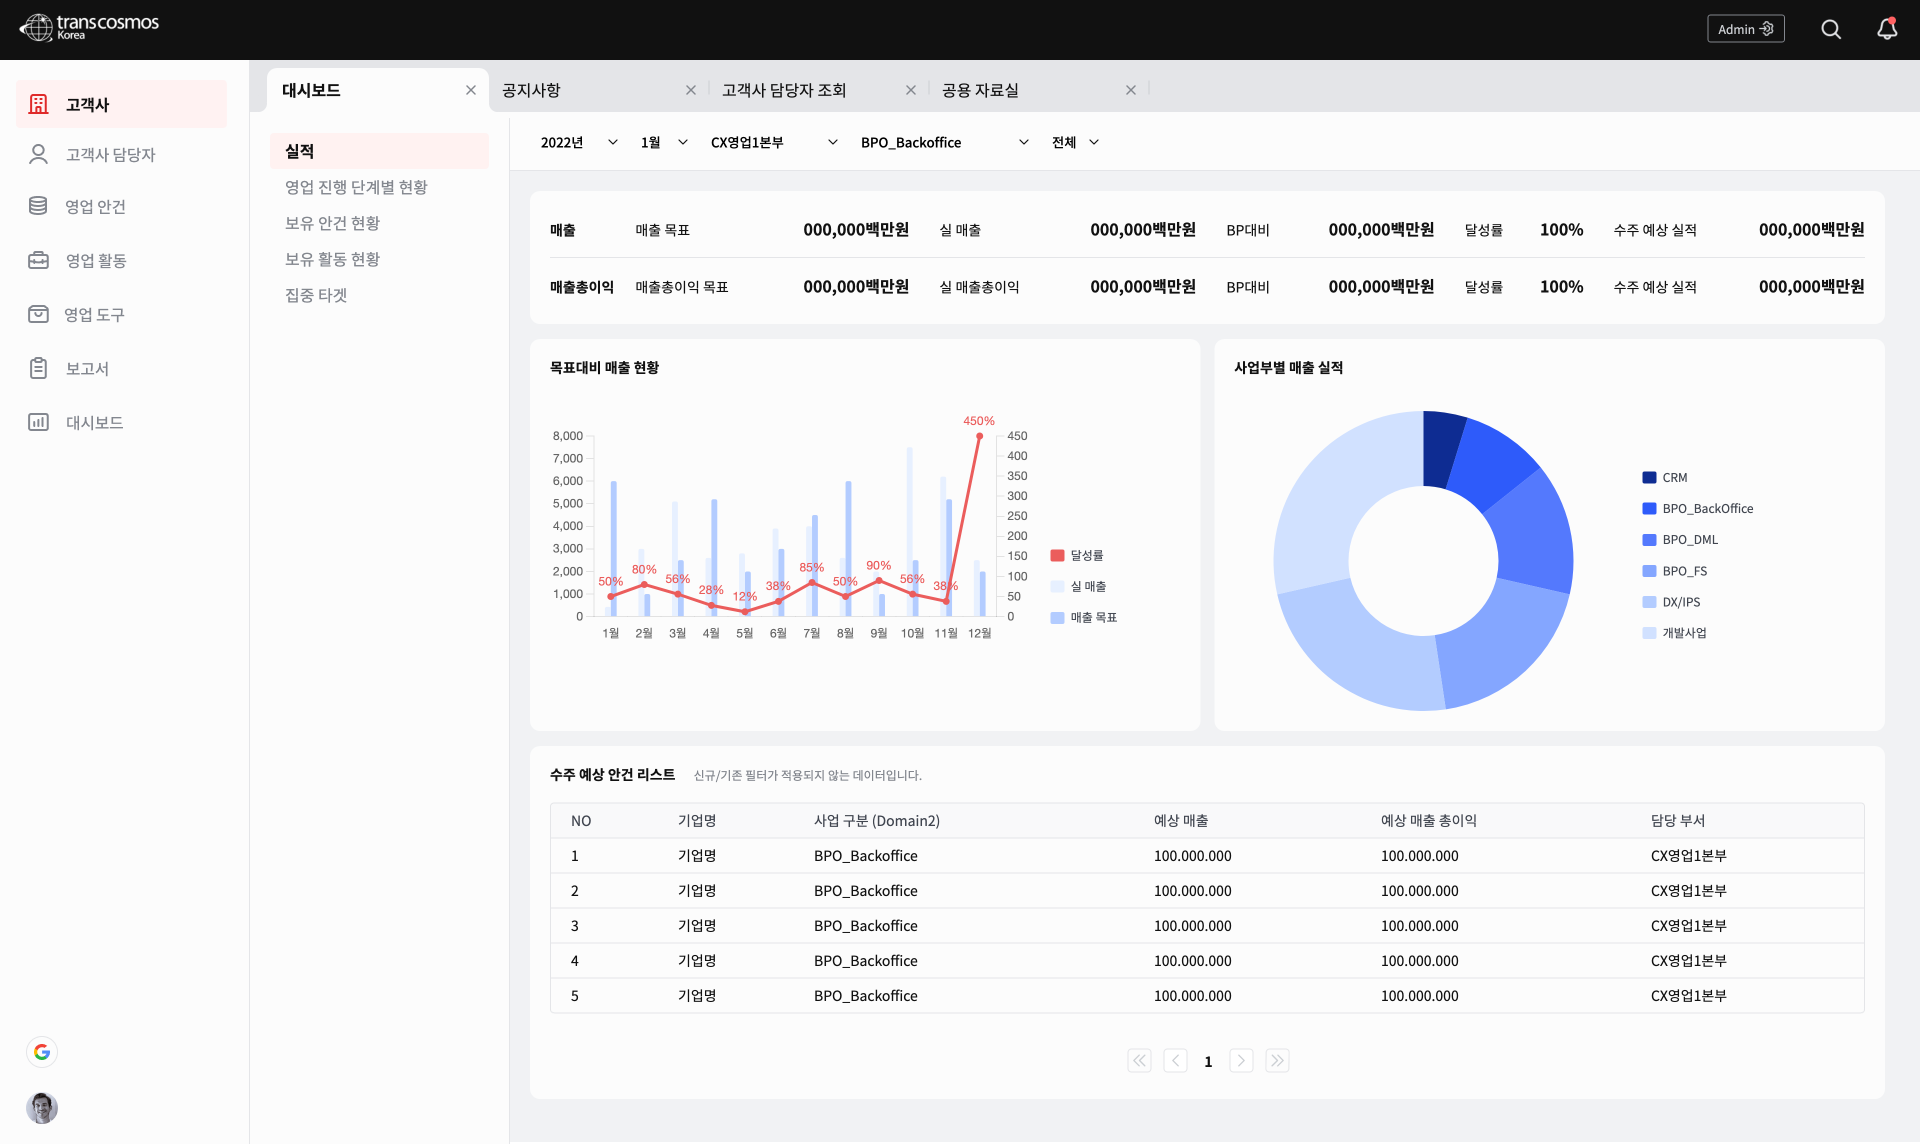 transcosmos
Korea
Admin
고객사
고객사 담당자
영업 안건
영업 활동
영업 도구
보고서
대시보드
대시보드
공지사항
고객사 담당자 조회
공용 자료실
실적
영업 진행 단계별 현황
보유 안건 현황
보유 활동 현황
집중 타겟
2022년 1월 CX영업1본부 BPO_Backoffice 전체
매출 매출 목표 000,000백만원 실 매출 000,000백만원 BP대비 000,000백만원 달성률 100% 수주 예상 실적 000,000백만원
매출총이익 매출총이익 목표 000,000백만원 실 매출총이익 000,000백만원 BP대비 000,000백만원 달성률 100% 수주 예상 실적 000,000백만원
목표대비 매출 현황
8,000
7,000
6,000
5,000
4,000
3,000
2,000
1,000
0
50% 80% 56% 28% 12% 38% 85% 50% 90% 56% 38% 450%
450
400
350
300
250
200
150
100
50
0
1월 2월 3월 4월 5월 6월 7월 8월 9월 10월 11월 12월
달성률
실 매출
매출 목표
사업부별 매출 실적
CRM
BPO_BackOffice
BPO_DML
BPO_FS
DX/IPS
개발사업
수주 예상 안건 리스트 신규/기존 필터가 적용되지 않는 데이터입니다.
NO 기업명 사업 구분 (Domain2) 예상 매출 예상 매출 총이익 담당 부서
1 기업명 BPO_Backoffice 100.000.000 100.000.000 CX영업1본부
2 기업명 BPO_Backoffice 100.000.000 100.000.000 CX영업1본부
3 기업명 BPO_Backoffice 100.000.000 100.000.000 CX영업1본부
4 기업명 BPO_Backoffice 100.000.000 100.000.000 CX영업1본부
5 기업명 BPO_Backoffice 100.000.000 100.000.000 CX영업1본부
1